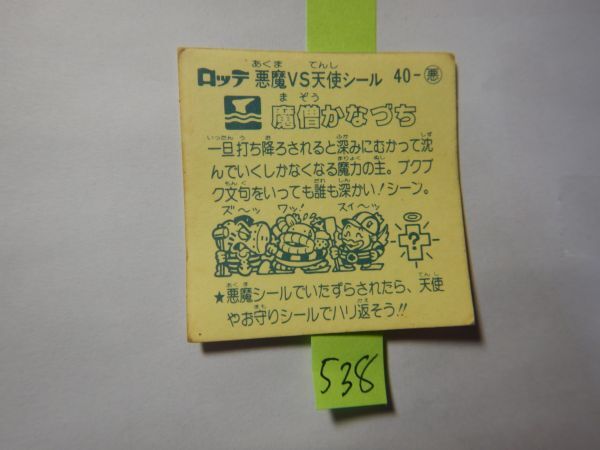 ロッテ 悪魔VS天使シール 40-悪
魔僧かなづち
一旦打ち降ろされると深みにむかって沈
んでいくしかなくなる魔力の主。ブクブ
ク文句をいっても誰も深かい!シーン。
ズ〜ッ ワッ! スイ〜ッ
?
★悪魔シールでいたずらされたら、天使
やお守りシールでハリ返そう!!
538